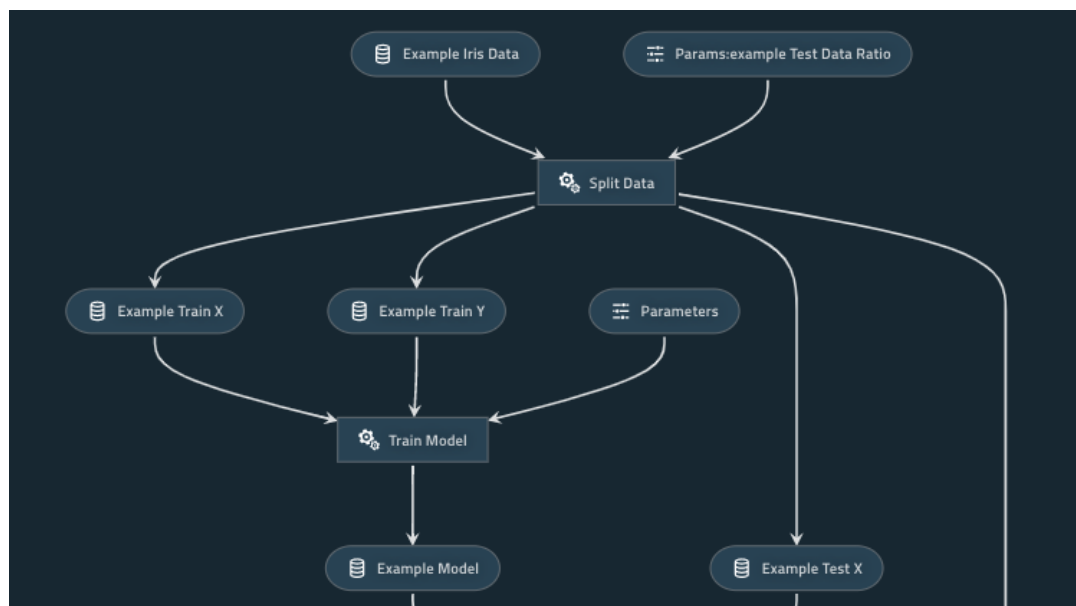 Example Iris Data
Params:example Test Data Ratio
Split Data
Example Train X
Example Train Y
Parameters
Train Model
Example Model
Example Test X